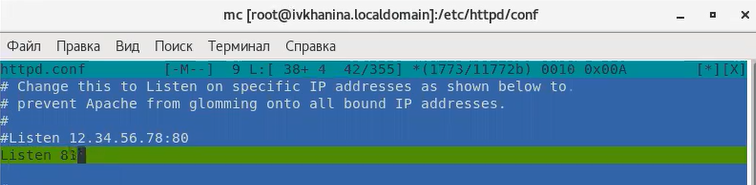 mc [root@ivkhanina.localdomain]:/etc/httpd/conf
Файл Правка Вид Поиск Терминал Справка
httpd.conf [-M--] 9 L:[ 38+ 4 42/355] *(1773/11772b) 0010 0x00A [*][X]
# Change this to Listen on specific IP addresses as shown below to.
# prevent Apache from glomming onto all bound IP addresses.
#
#Listen 12.34.56.78:80
Listen 81